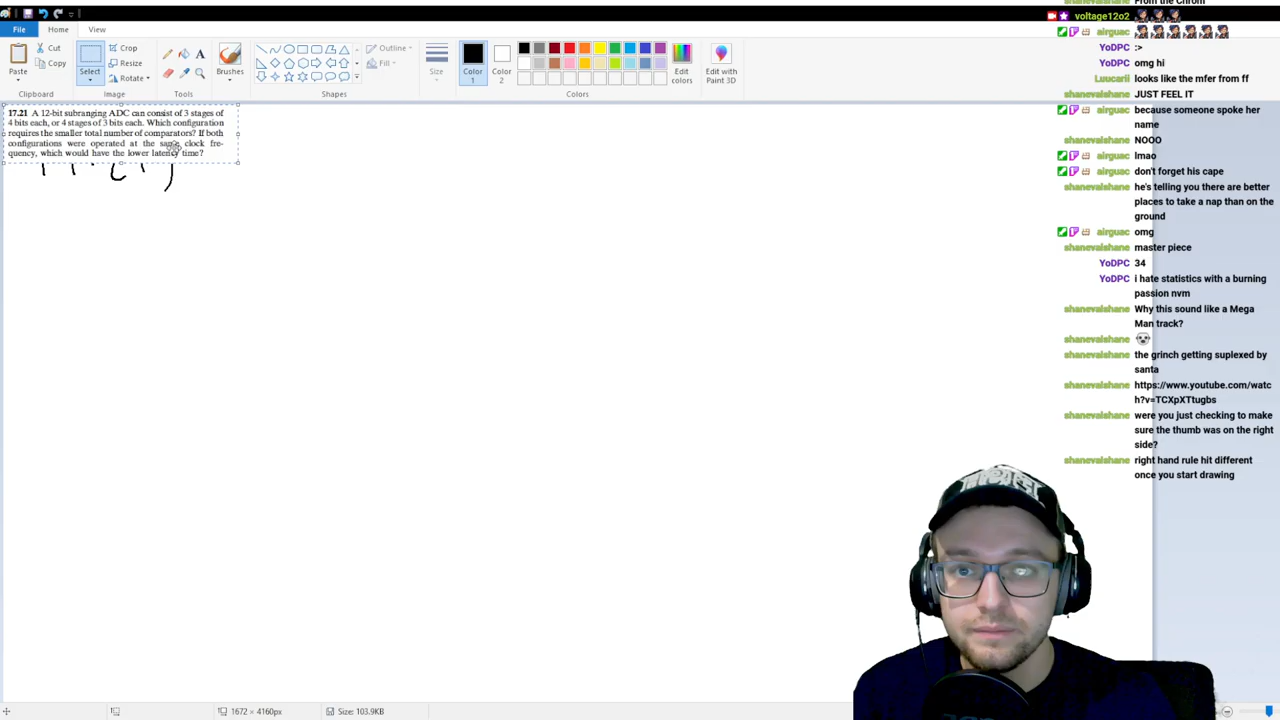 File
Home
View
Paste
Cut
Copy
Clipboard
Select
Crop
Resize
Rotate
Image
A
Tools
Brushes
Outline
Fill
Shapes
Size
Color
1
Color
2
Edit
colors
Edit with
Paint 3D
Colors
17.21 A 12-bit subranging ADC can consist of 3 stages of
4 bits each, or 4 stages of 3 bits each. Which configuration
requires the smaller total number of comparators? If both
configurations were operated at the same clock fre-
quency, which would have the lower latency time?
1672 × 4160px
Size: 103.9KB
From the Chrom
voltage12o2
airguac
YoDPC :>
YoDPC omg hi
Luucarii looks like the mfer from ff
shanevalshane JUST FEEL IT
airguac because someone spoke her
name
shanevalshane NOOO
airguac lmao
airguac don't forget his cape
shanevalshane he's telling you there are better
places to take a nap than on the
ground
airguac omg
shanevalshane master piece
YoDPC 34
YoDPC i hate statistics with a burning
passion nvm
shanevalshane Why this sound like a Mega
Man track?
shanevalshane
shanevalshane the grinch getting suplexed by
santa
shanevalshane https://www.youtube.com/watc
h?v=TCXpXTtugbs
shanevalshane were you just checking to make
sure the thumb was on the right
side?
shanevalshane right hand rule hit different
once you start drawing